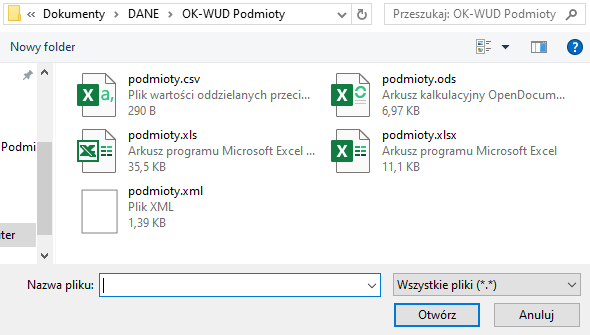 Dokumenty > DANE > OK-WUD Podmioty
Przeszukaj: OK-WUD Podmioty
Nowy folder
podmioty.csv
Plik wartości oddzielanych przeci...
290 B
podmioty.ods
Arkusz kalkulacyjny OpenDocum...
6,97 KB
podmioty.xls
Arkusz programu Microsoft Excel ...
35,5 KB
podmioty.xlsx
Arkusz programu Microsoft Excel
11,1 KB
podmioty.xml
Plik XML
1,39 KB
Podmi
iter
Nazwa pliku:
Wszystkie pliki (*.*)
Otwórz
Anuluj